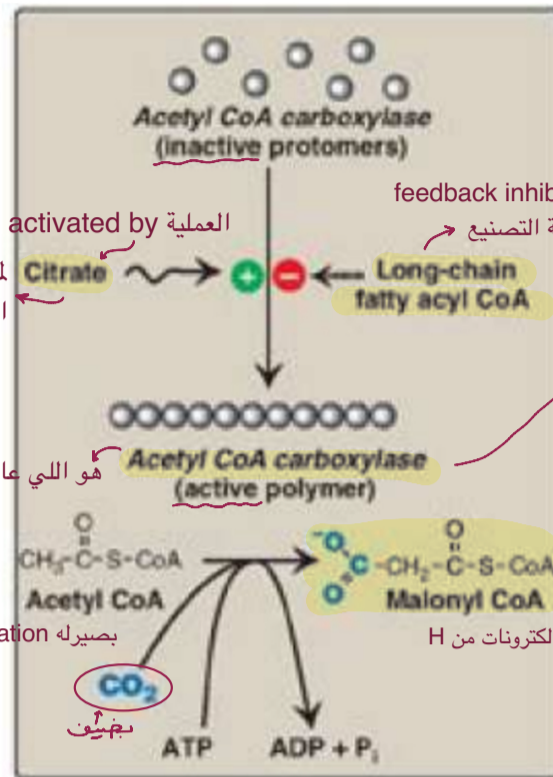 Acetyl CoA carboxylase
(inactive protomers)
feedback inhib
العملية activated by
ة التصنيع
Citrate
+
−
Long-chain
fatty acyl CoA
Acetyl CoA carboxylase
هو اللي عا
(active polymer)
O
CH₃-C-S-CoA
Acetyl CoA
⁻O
C-CH₂-C-S-CoA
O
O
Malonyl CoA
بصيرله ation
لكترونات من H
CO₂
بضيف
ATP
ADP + Pᵢ